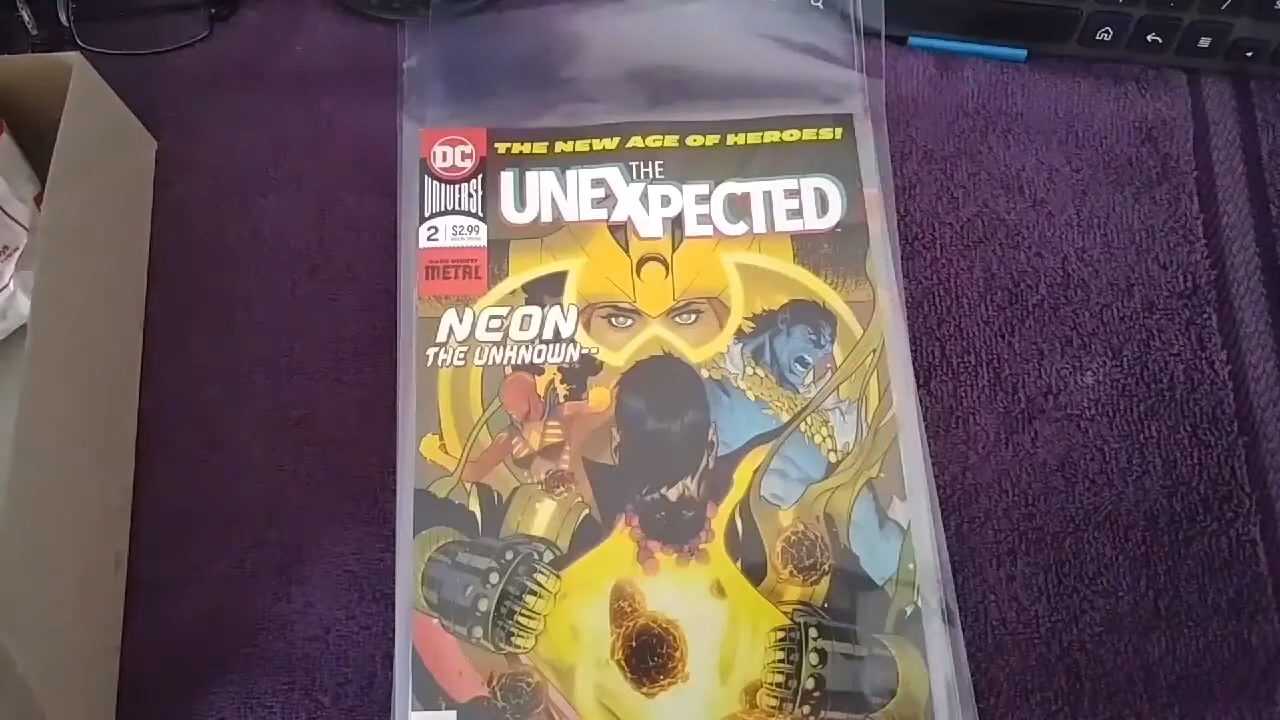 THE NEW AGE OF HEROES!
DC
UNIVERSE
THE
UNEXPECTED
2 $2.99
METAL
NEON
THE UNKNOWN--